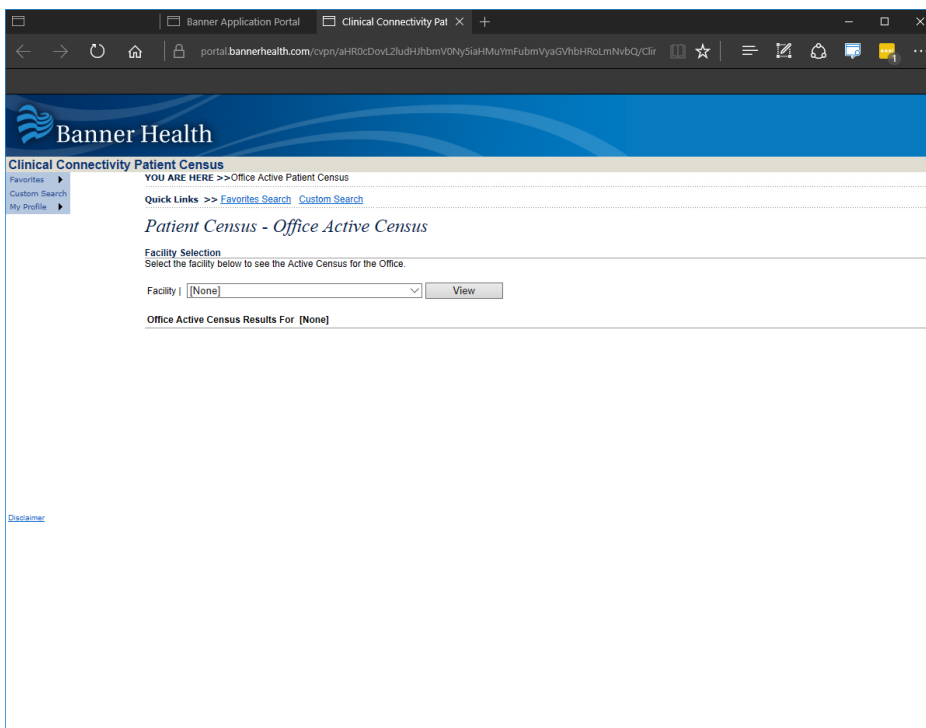 Banner Application Portal
Clinical Connectivity Pat
portal.bannerhealth.com/cvpn/aHR0cDovL2ludHJhbmV0Ny5iaHMuYmFubmVyaGVhbHRoLmNvbQ/Clir
1
Banner Health
Clinical Connectivity Patient Census
Favorites
Custom Search
My Profile
YOU ARE HERE >>Office Active Patient Census
Quick Links >> Favorites Search Custom Search
Patient Census - Office Active Census
Facility Selection
Select the facility below to see the Active Census for the Office.
Facility | [None] View
Office Active Census Results For [None]
Disclaimer